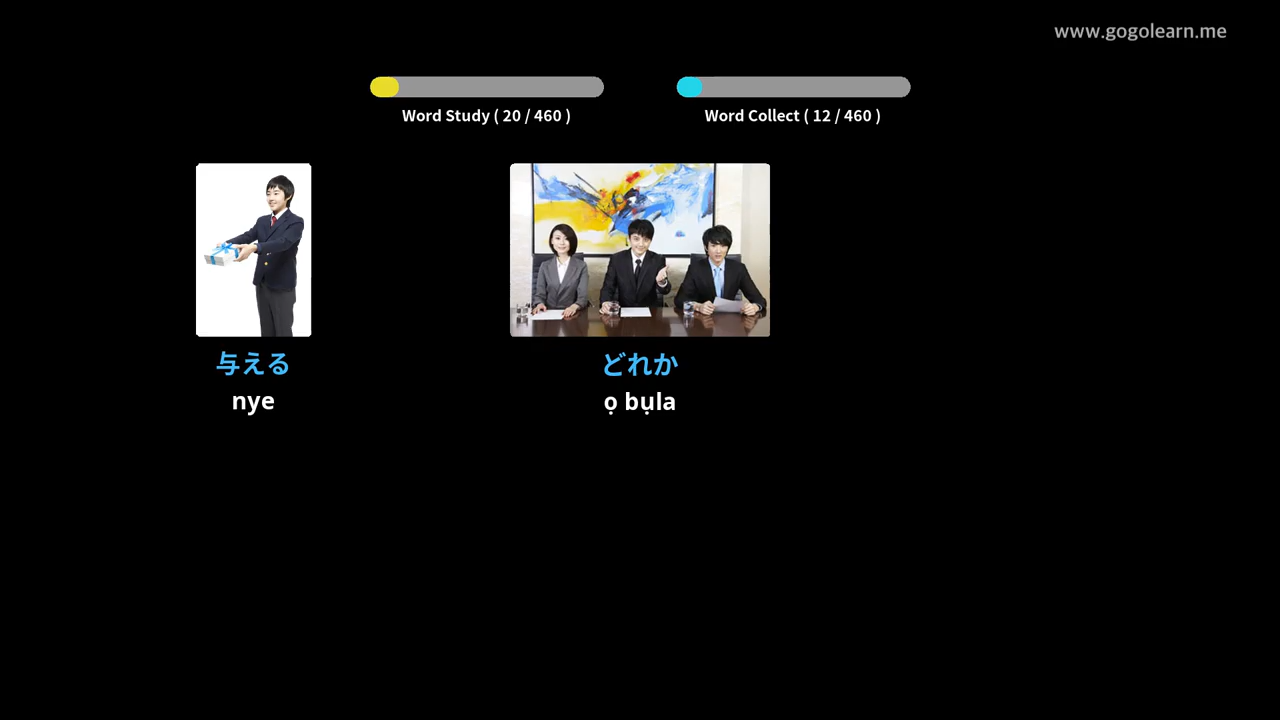 www.gogolearn.me
Word Study ( 20 / 460 )
Word Collect ( 12 / 460 )
与える
nye
どれか
ọ bụla